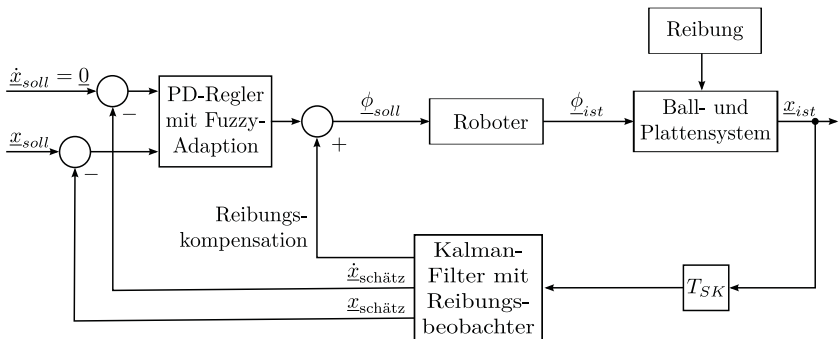 Reibung
ẋ_soll = 0
PD-Regler
mit Fuzzy-
Adaption
ϕ_soll
Roboter
ϕ_ist
Ball- und
Plattensystem
x_ist
x_soll
−
−
+
Reibungs-
kompensation
Kalman-
Filter mit
Reibungs-
beobachter
T_SK
ẋ_schätz
x_schätz